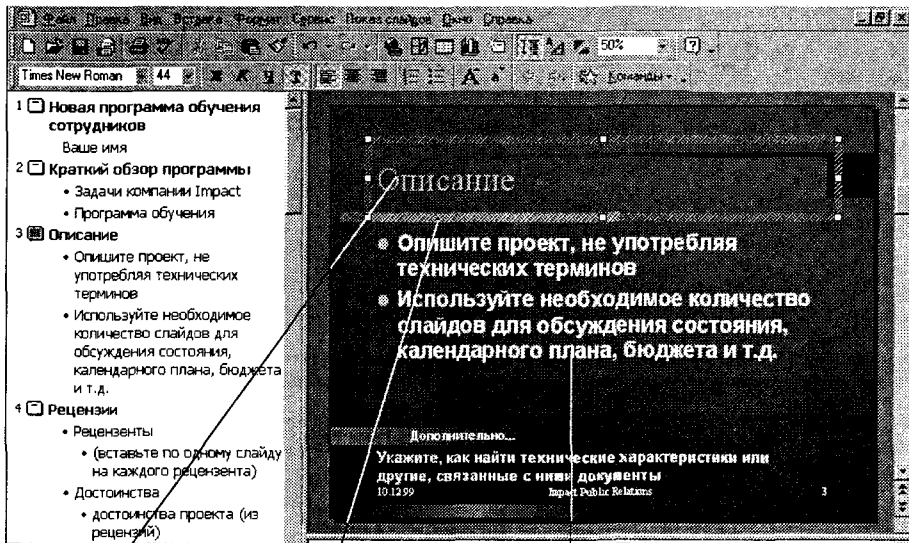 Файл Правка Вид Вставка Формат Сервис Показ слайдов Окно Справка
50%
Times New Roman 44 Ж К Ч Команды
1 Новая программа обучения
сотрудников
Ваше имя
2 Краткий обзор программы
• Задачи компании Impact
• Программа обучения
3 Описание
• Опишите проект, не
употребляя технических
терминов
• Используйте необходимое
количество слайдов для
обсуждения состояния,
календарного плана, бюджета
и т.д.
4 Рецензии
• Рецензенты
• (вставьте по одному слайду
на каждого рецензента)
• Достоинства
• достоинства проекта (из
рецензий)
Описание
Опишите проект, не употребляя
технических терминов
Используйте необходимое количество
слайдов для обсуждения состояния,
календарного плана, бюджета и т.д.
Дополнительно...
Укажите, как найти технические характеристики или
другие, связанные с ними документы
10.12.99 Impact Public Relations 3